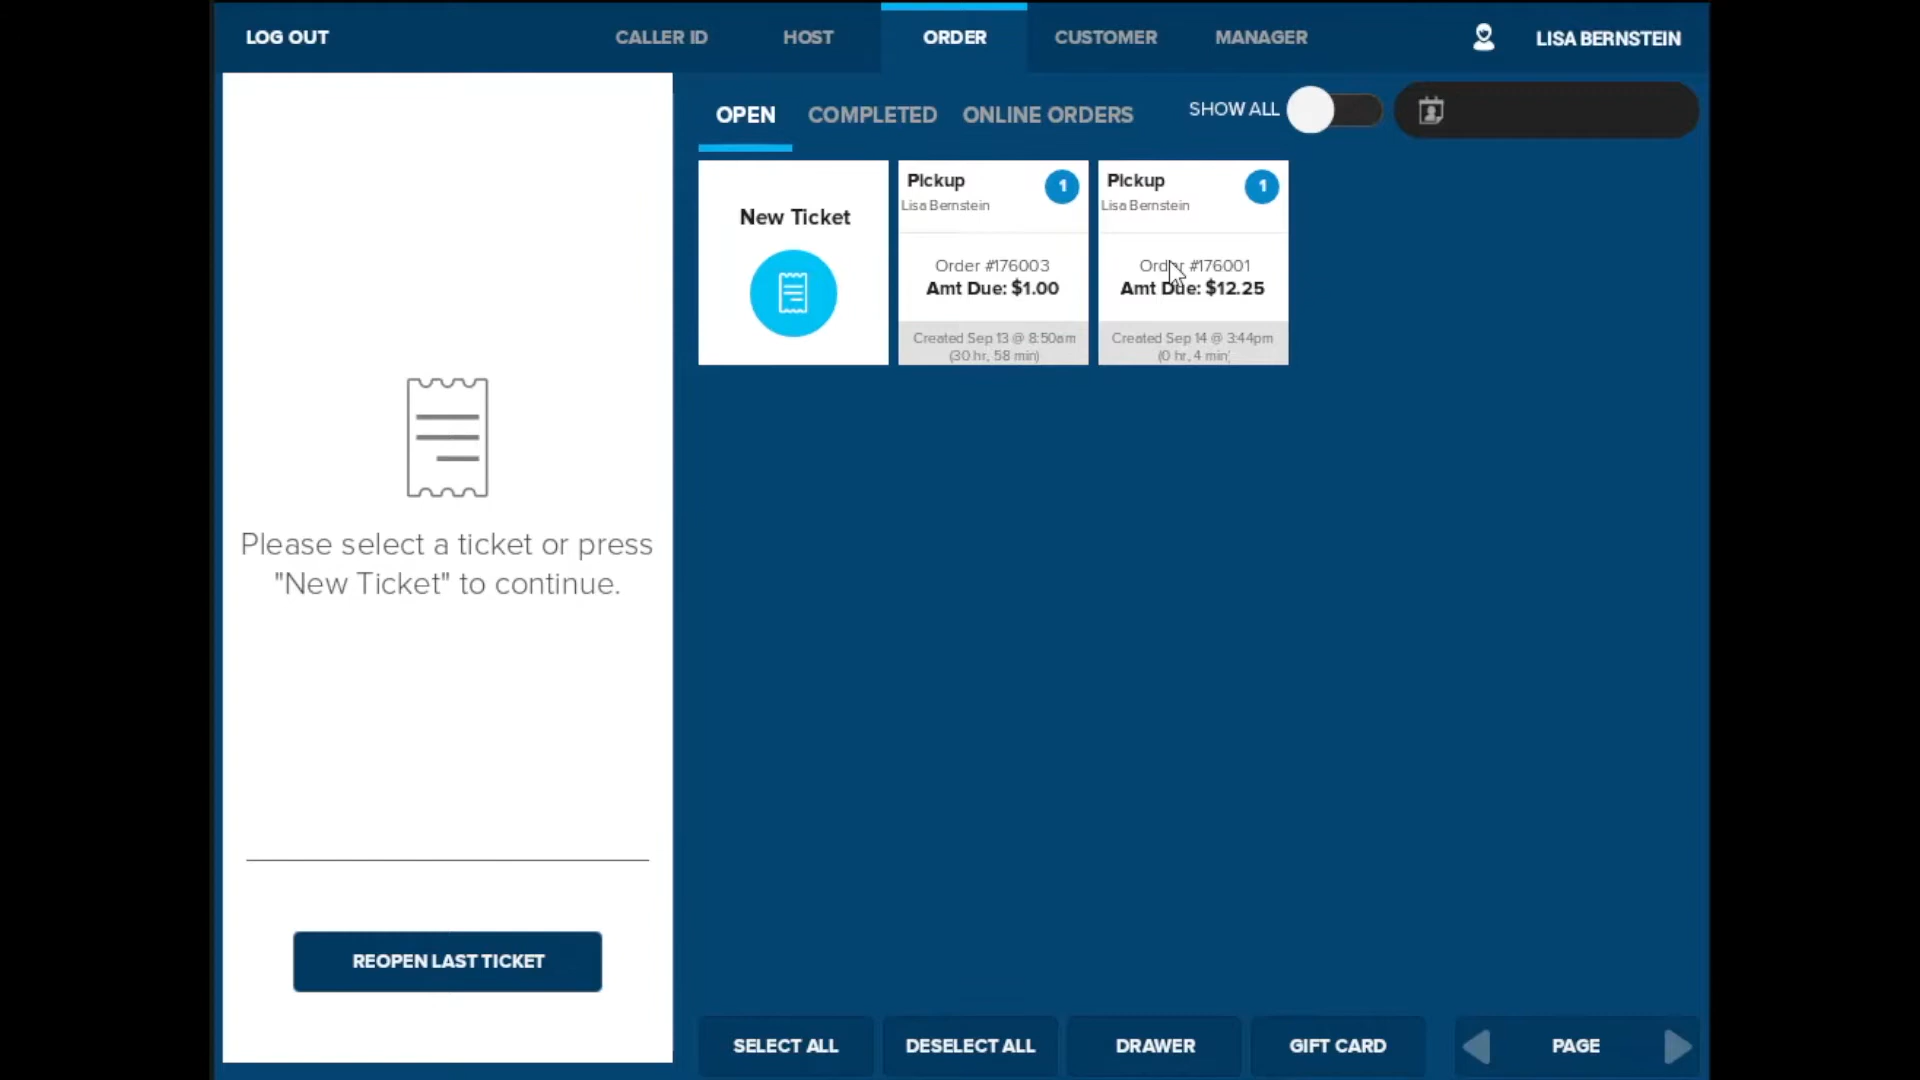 LOG OUT
CALLER ID
HOST
ORDER
CUSTOMER
MANAGER
LISA BERNSTEIN
OPEN
COMPLETED
ONLINE ORDERS
SHOW ALL
New Ticket
Pickup
1
Lisa Bernstein
Order #176003
Amt Due: $1.00
Created Sep 13 @ 8:50am
(30 hr, 58 min)
Pickup
1
Lisa Bernstein
Order #176001
Amt Due: $12.25
Created Sep 14 @ 3:44pm
(0 hr, 4 min)
Please select a ticket or press
"New Ticket" to continue.
REOPEN LAST TICKET
SELECT ALL
DESELECT ALL
DRAWER
GIFT CARD
PAGE